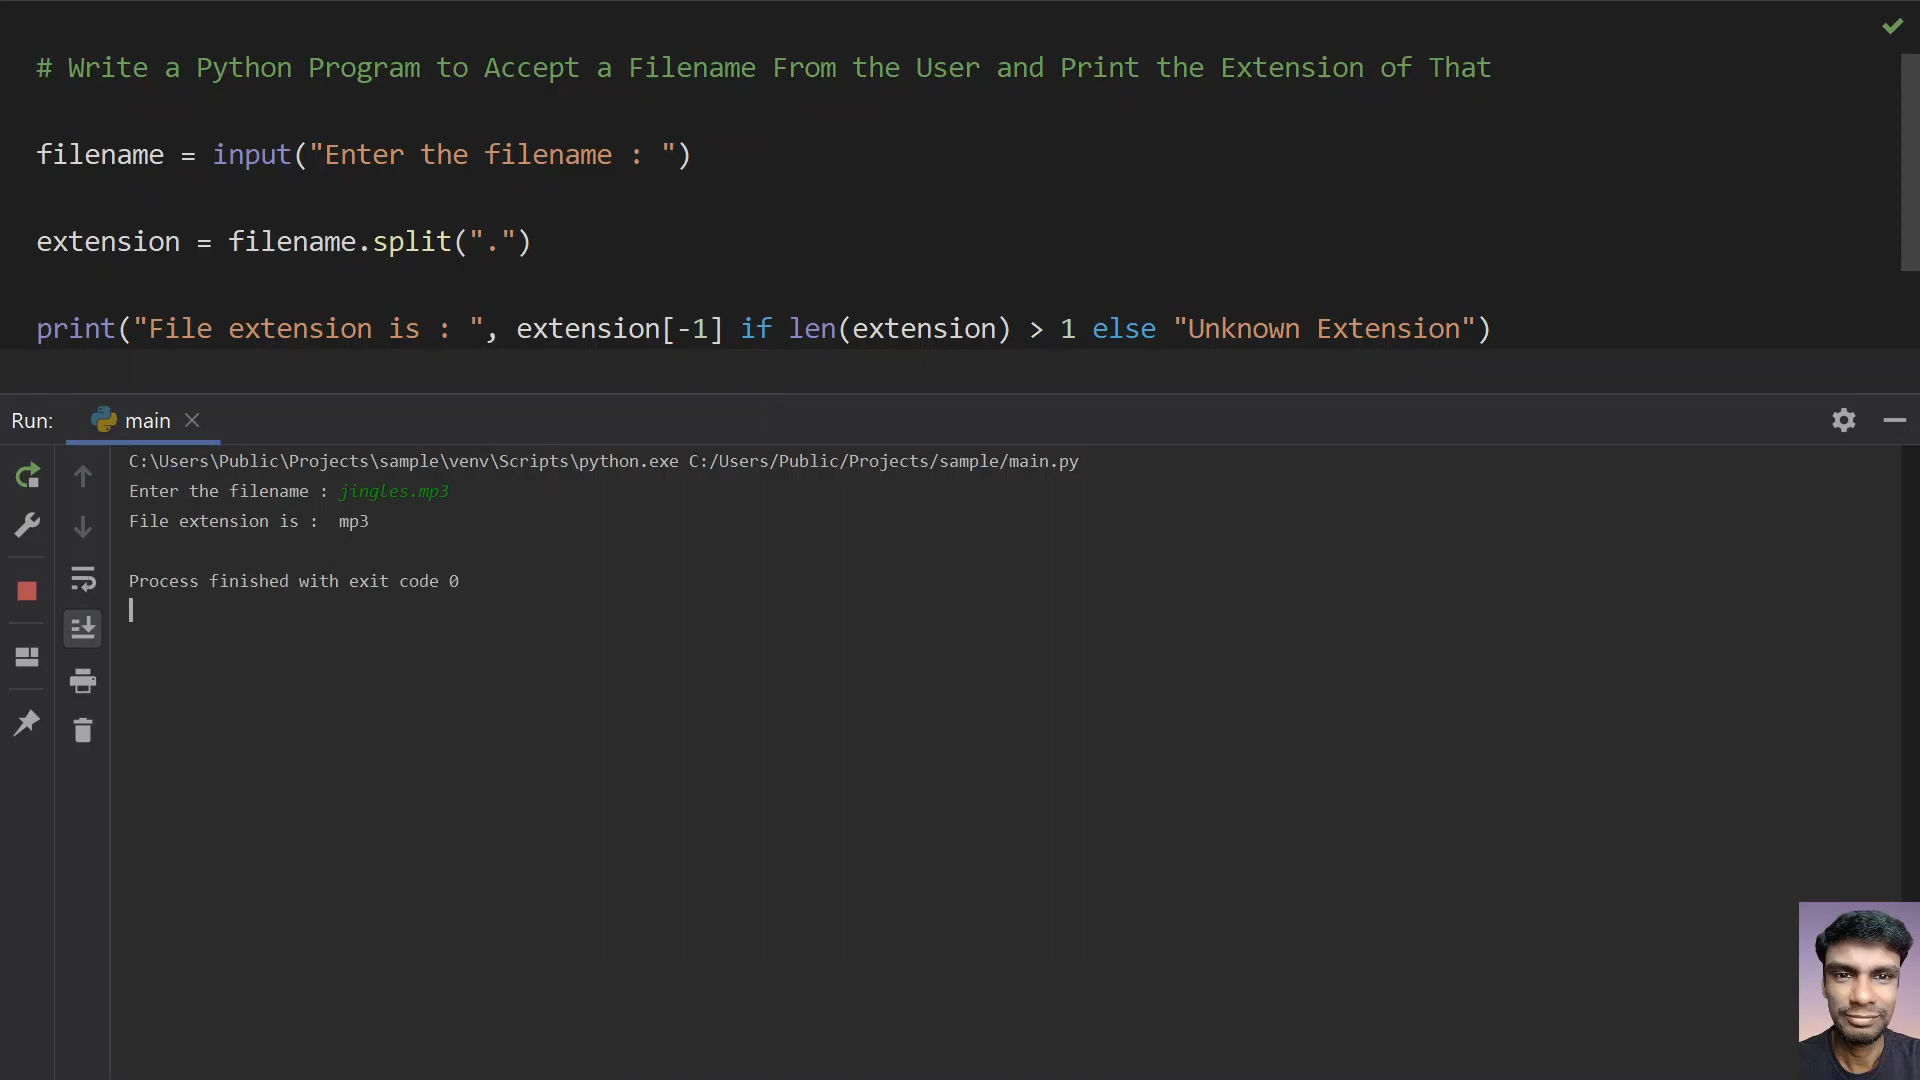 # Write a Python Program to Accept a Filename From the User and Print the Extension of That
filename = input("Enter the filename : ")
extension = filename.split(".")
print("File extension is : ", extension[-1] if len(extension) > 1 else "Unknown Extension")
Run: main
C:\Users\Public\Projects\sample\venv\Scripts\python.exe C:/Users/Public/Projects/sample/main.py
Enter the filename : jingles.mp3
File extension is :  mp3
Process finished with exit code 0